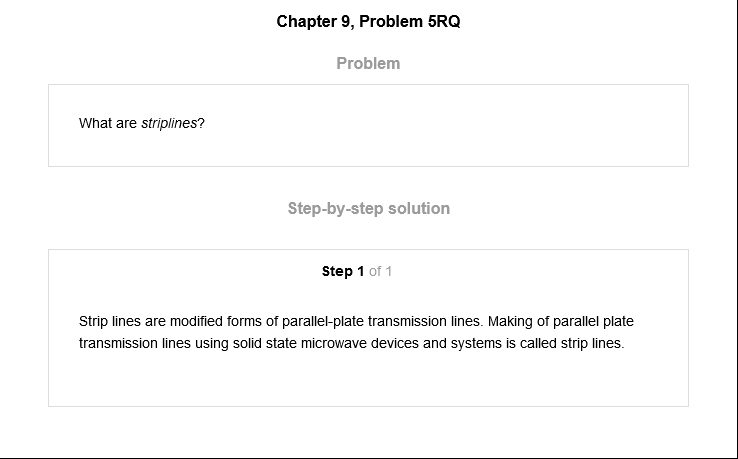 Chapter 9, Problem 5RQ
Problem
What are striplines?
Step-by-step solution
Step 1 of 1
Strip lines are modified forms of parallel-plate transmission lines. Making of parallel plate
transmission lines using solid state microwave devices and systems is called strip lines.